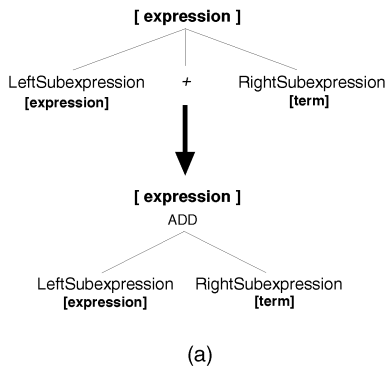 [ expression ]
LeftSubexpression + RightSubexpression
[expression] [term]
[ expression ]
ADD
LeftSubexpression RightSubexpression
[expression] [term]
(a)